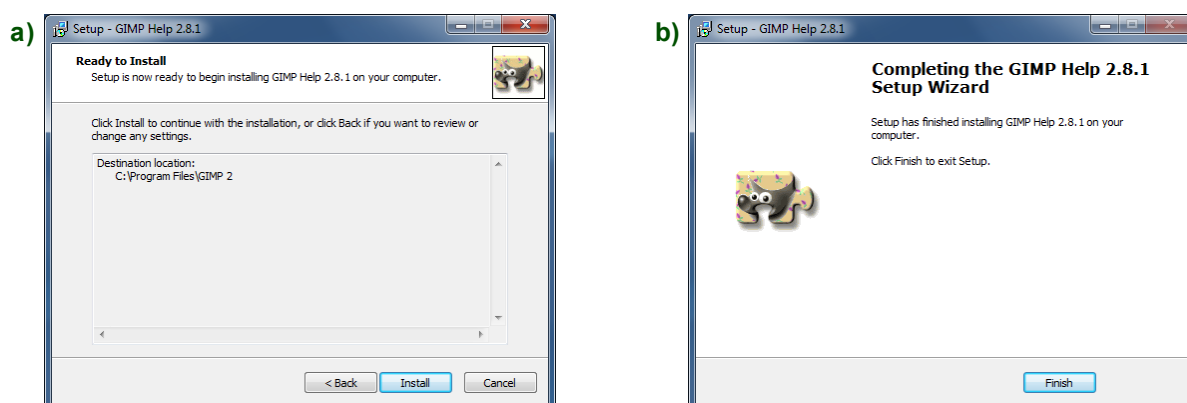 a)
Setup - GIMP Help 2.8.1
Ready to Install
Setup is now ready to begin installing GIMP Help 2.8.1 on your computer.
Click Install to continue with the installation, or click Back if you want to review or
change any settings.
Destination location:
C:\Program Files\GIMP 2
< Back
Install
Cancel
b)
Setup - GIMP Help 2.8.1
Completing the GIMP Help 2.8.1
Setup Wizard
Setup has finished installing GIMP Help 2.8.1 on your
computer.
Click Finish to exit Setup.
Finish